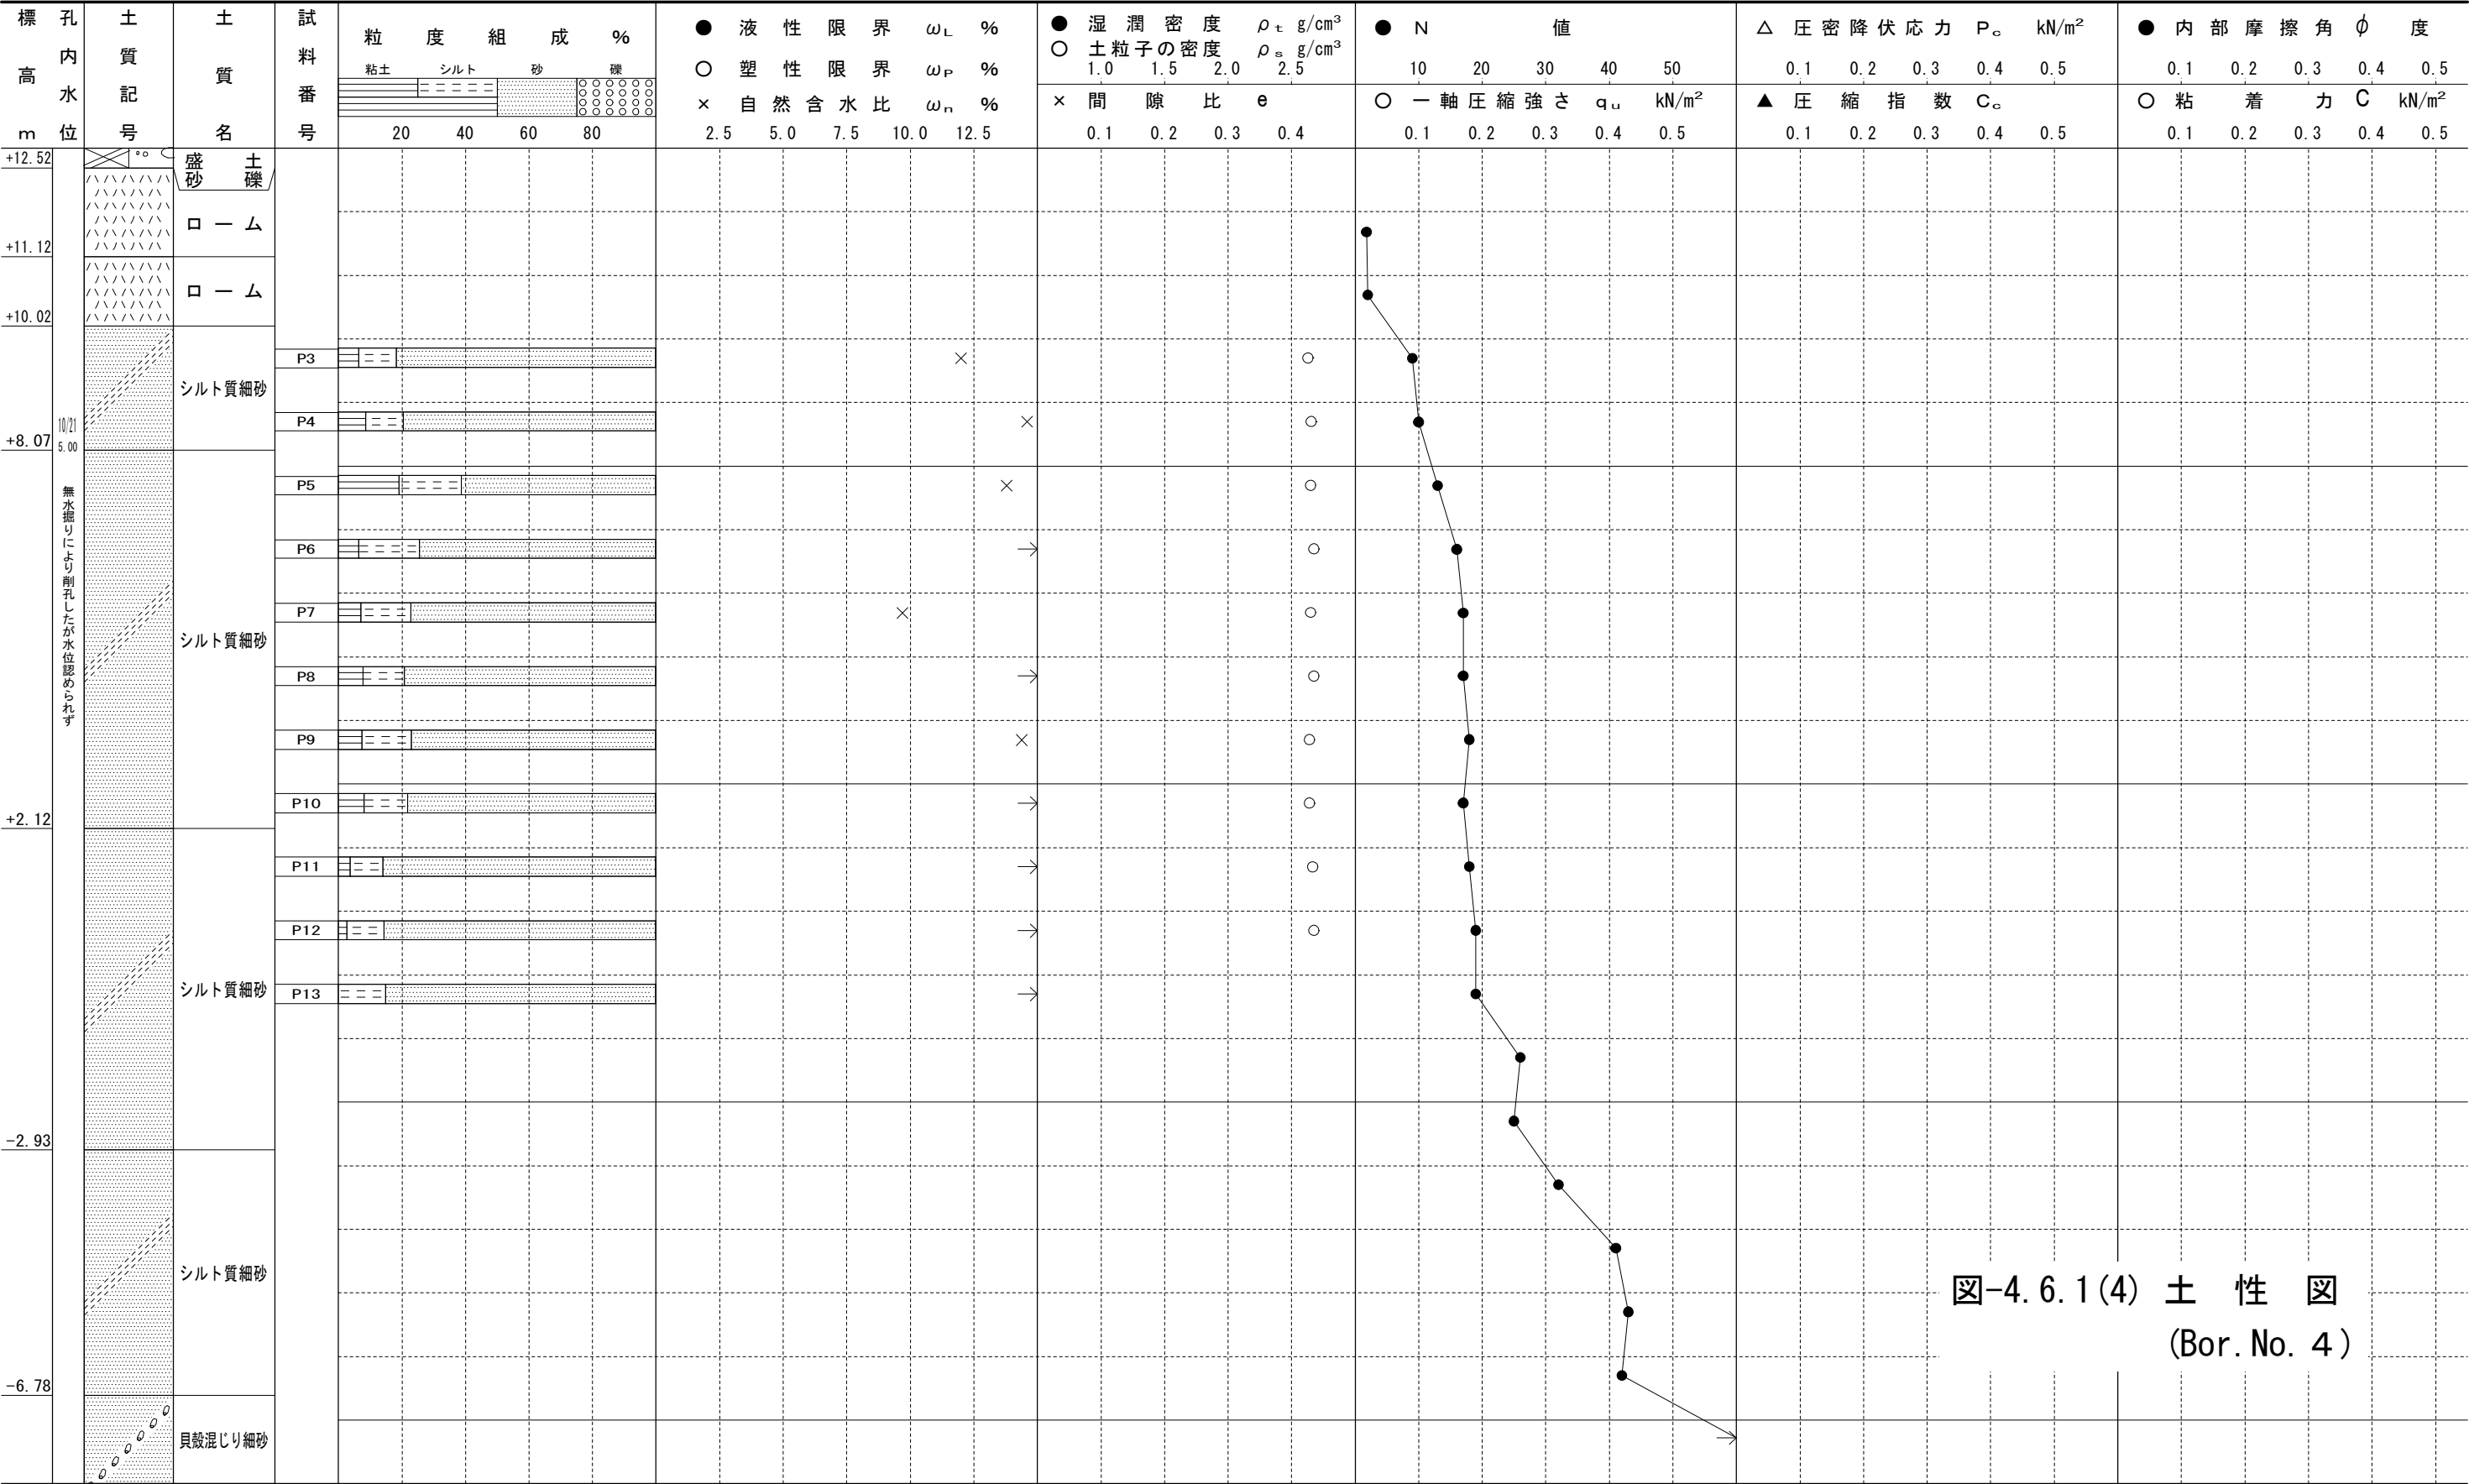 標高 m
孔内水位
土質記号
土質名
試料番号
粒度組成 %
粘土 シルト 砂 礫
20 40 60 80
● 液性限界 ωL %
○ 塑性限界 ωP %
× 自然含水比 ωn %
2.5 5.0 7.5 10.0 12.5
● 湿潤密度 ρt g/cm³
○ 土粒子の密度 ρs g/cm³
1.0 1.5 2.0 2.5
× 間隙比 e
0.1 0.2 0.3 0.4
● N値
10 20 30 40 50
○ 一軸圧縮強さ qu kN/m²
0.1 0.2 0.3 0.4 0.5
△ 圧密降伏応力 Pc kN/m²
0.1 0.2 0.3 0.4 0.5
▲ 圧縮指数 Cc
0.1 0.2 0.3 0.4 0.5
● 内部摩擦角 φ 度
0.1 0.2 0.3 0.4 0.5
○ 粘着力 C kN/m²
0.1 0.2 0.3 0.4 0.5
+12.52
盛土
砂礫
ローム
+11.12
ローム
+10.02
P3
シルト質細砂
P4
10/21
+8.07
5.00
P5
無水掘りにより削孔したが水位認められず
P6
P7
シルト質細砂
P8
P9
P10
+2.12
P11
P12
シルト質細砂
P13
-2.93
シルト質細砂
図-4.6.1(4) 土性図
(Bor.No.4)
-6.78
貝殻混じり細砂